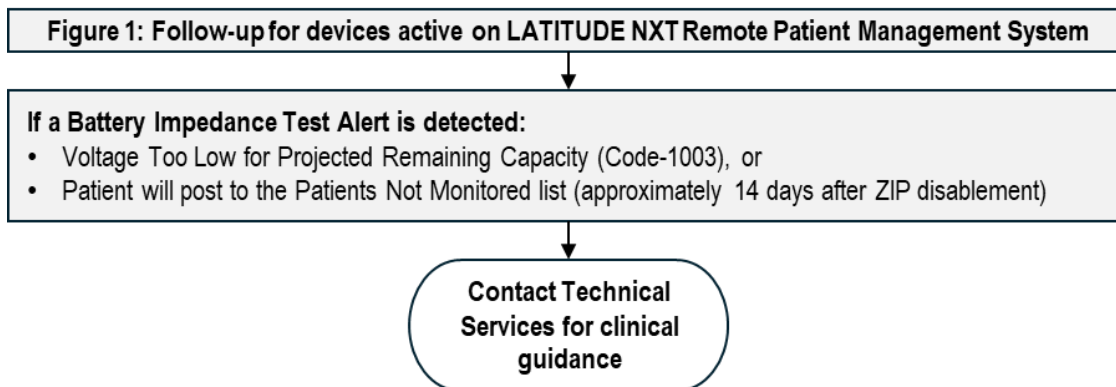 Figure 1: Follow-up for devices active on LATITUDE NXT Remote Patient Management System
If a Battery Impedance Test Alert is detected:
• Voltage Too Low for Projected Remaining Capacity (Code-1003), or
• Patient will post to the Patients Not Monitored list (approximately 14 days after ZIP disablement)
Contact Technical
Services for clinical
guidance